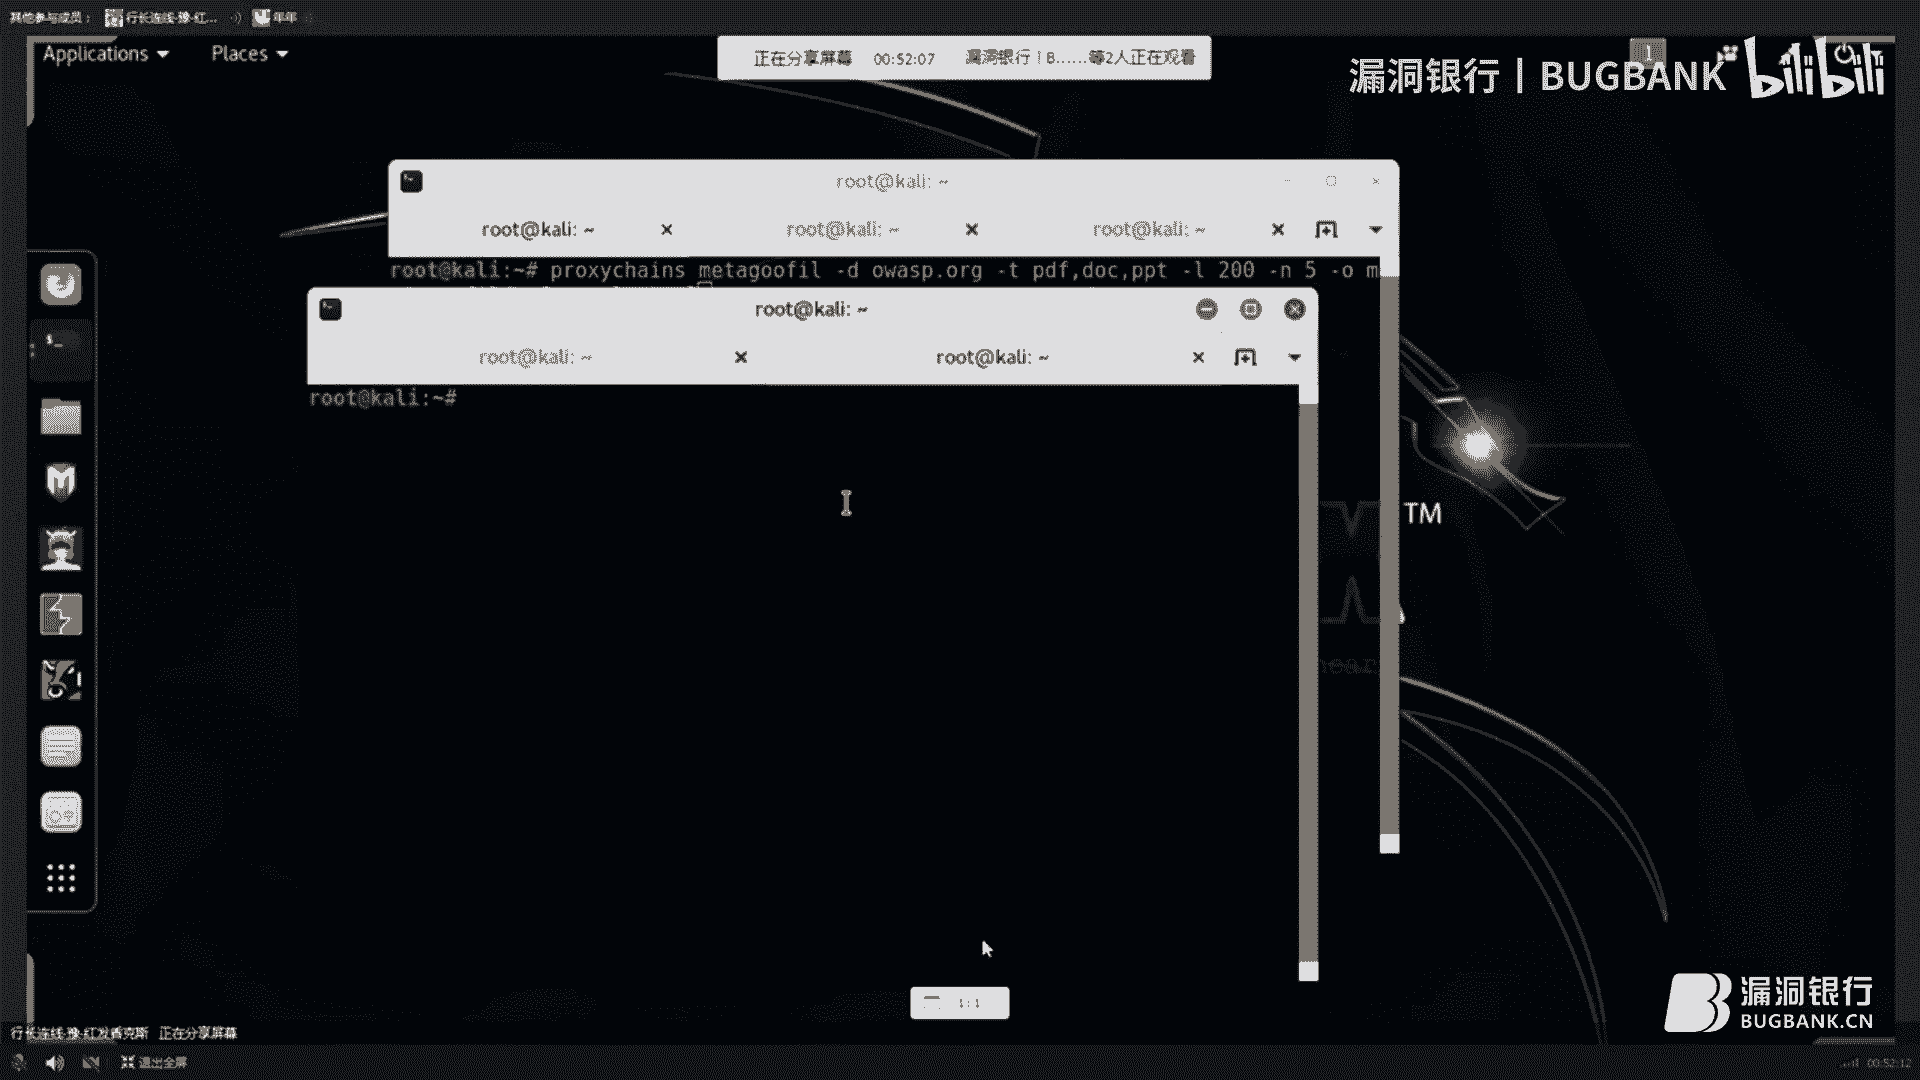 其他参与成员：
行长连线-豫-红...
年年
Applications
Places
正在分享屏幕 00:52:07 漏洞银行丨B......等2人正在观看
1
漏洞银行丨BUGBANK bilibili
root@kali: ~
root@kali: ~ root@kali: ~ root@kali: ~
root@kali:~# proxychains metagoofil -d owasp.org -t pdf,doc,ppt -l 200 -n 5 -o m
root@kali: ~
root@kali: ~ root@kali: ~
root@kali:~#
TM
1:1
漏洞银行
BUGBANK.CN
行长连线-豫-红发香克斯 正在分享屏幕
退出全屏
00:52:12